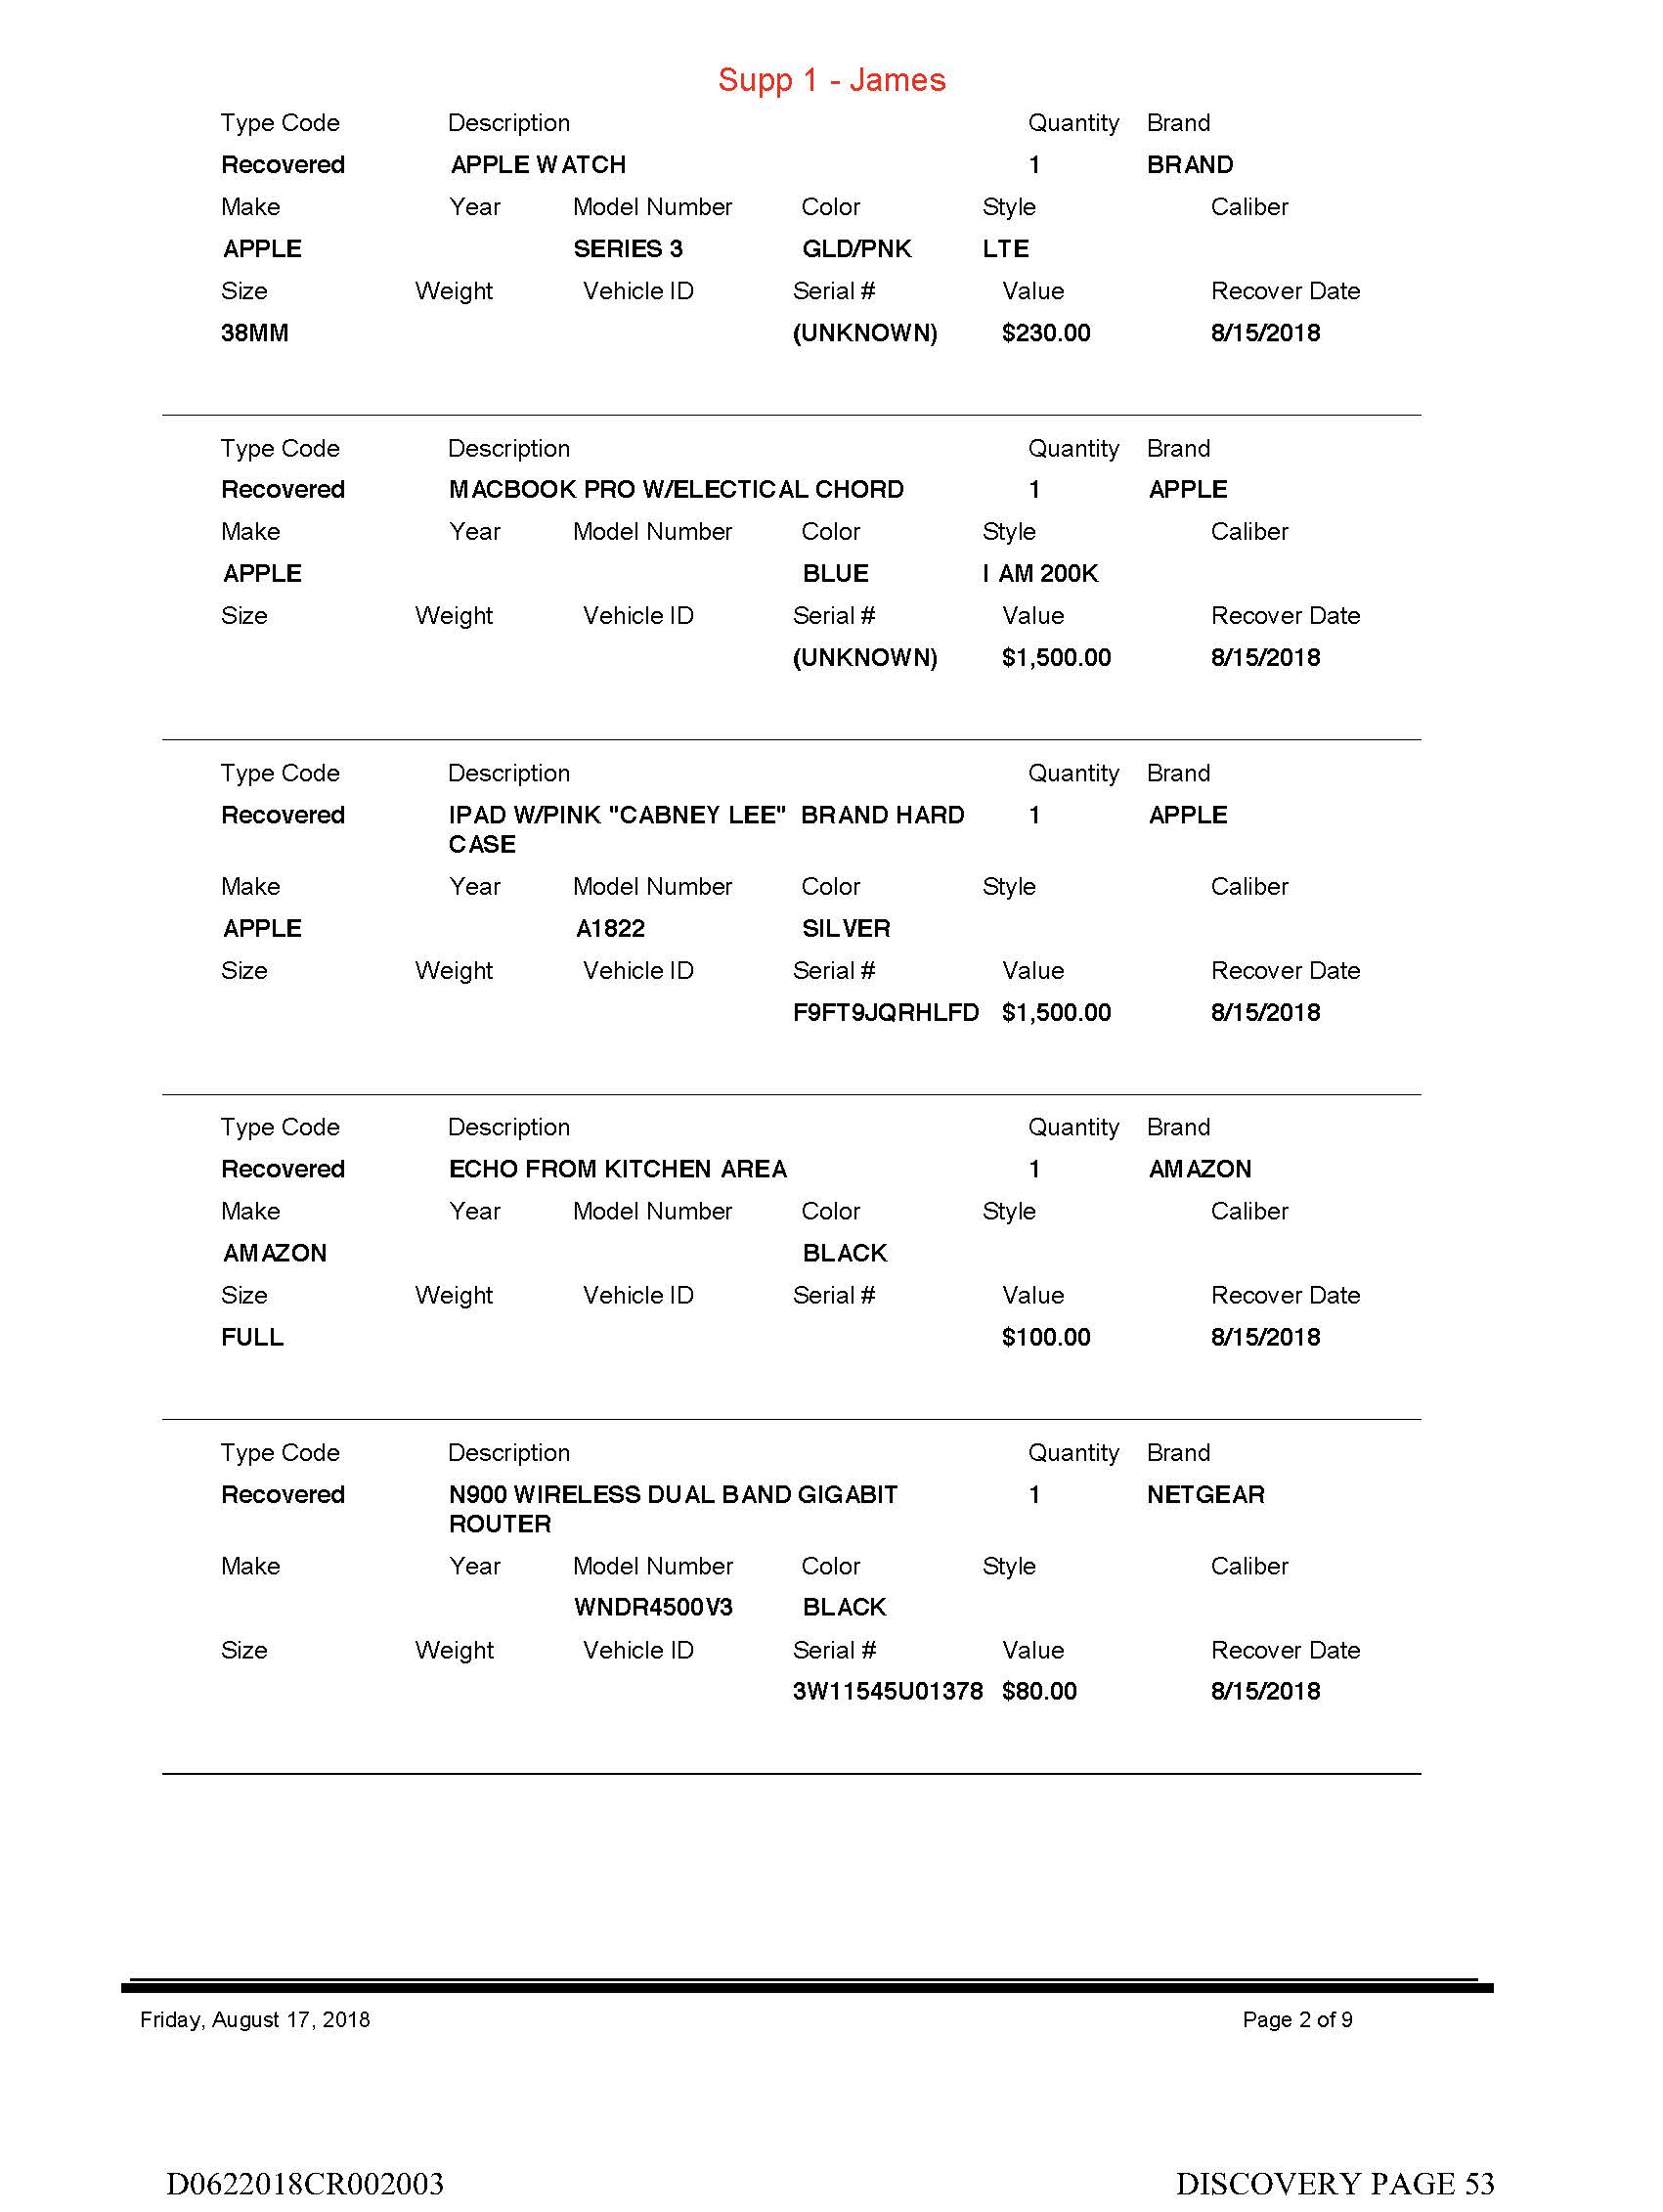 Supp 1 - James
Type Code Description Quantity Brand
Recovered APPLE WATCH 1 BRAND
Make Year Model Number Color Style Caliber
APPLE SERIES 3 GLD/PNK LTE
Size Weight Vehicle ID Serial # Value Recover Date
38MM (UNKNOWN) $230.00 8/15/2018
Type Code Description Quantity Brand
Recovered MACBOOK PRO W/ELECTICAL CHORD 1 APPLE
Make Year Model Number Color Style Caliber
APPLE BLUE I AM 200K
Size Weight Vehicle ID Serial # Value Recover Date
(UNKNOWN) $1,500.00 8/15/2018
Type Code Description Quantity Brand
Recovered IPAD W/PINK "CABNEY LEE" BRAND HARD 1 APPLE
CASE
Make Year Model Number Color Style Caliber
APPLE A1822 SILVER
Size Weight Vehicle ID Serial # Value Recover Date
F9FT9JQRHLFD $1,500.00 8/15/2018
Type Code Description Quantity Brand
Recovered ECHO FROM KITCHEN AREA 1 AMAZON
Make Year Model Number Color Style Caliber
AMAZON BLACK
Size Weight Vehicle ID Serial # Value Recover Date
FULL $100.00 8/15/2018
Type Code Description Quantity Brand
Recovered N900 WIRELESS DUAL BAND GIGABIT 1 NETGEAR
ROUTER
Make Year Model Number Color Style Caliber
WNDR4500V3 BLACK
Size Weight Vehicle ID Serial # Value Recover Date
3W11545U01378 $80.00 8/15/2018
Friday, August 17, 2018 Page 2 of 9
D0622018CR002003 DISCOVERY PAGE 53